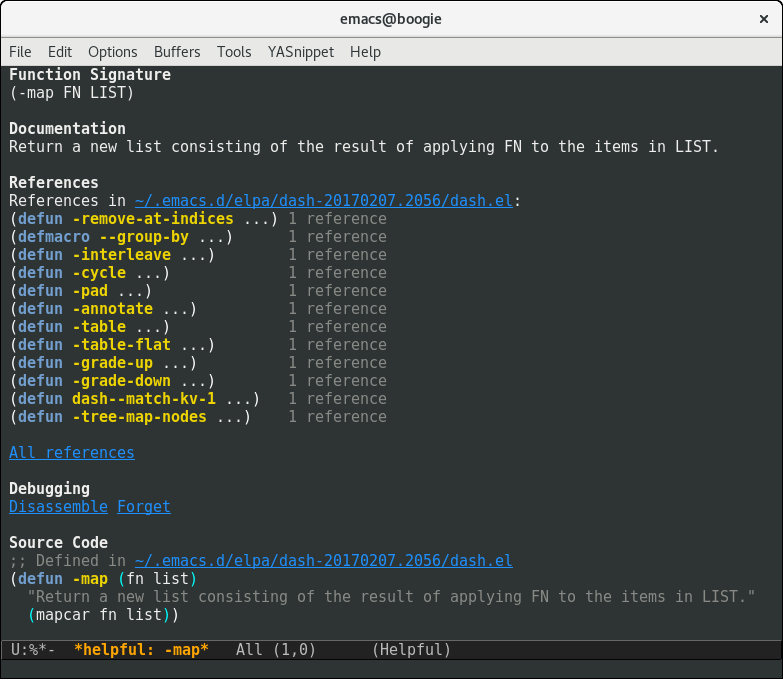 emacs@boogie ×
File Edit Options Buffers Tools YASnippet Help
Function Signature
(-map FN LIST)
Documentation
Return a new list consisting of the result of applying FN to the items in LIST.
References
References in ~/.emacs.d/elpa/dash-20170207.2056/dash.el:
(defun -remove-at-indices ...) 1 reference
(defmacro --group-by ...) 1 reference
(defun -interleave ...) 1 reference
(defun -cycle ...) 1 reference
(defun -pad ...) 1 reference
(defun -annotate ...) 1 reference
(defun -table ...) 1 reference
(defun -table-flat ...) 1 reference
(defun -grade-up ...) 1 reference
(defun -grade-down ...) 1 reference
(defun dash--match-kv-1 ...) 1 reference
(defun -tree-map-nodes ...) 1 reference
All references
Debugging
Disassemble Forget
Source Code
;; Defined in ~/.emacs.d/elpa/dash-20170207.2056/dash.el
(defun -map (fn list)
"Return a new list consisting of the result of applying FN to the items in LIST."
(mapcar fn list))
U:%*- *helpful: -map* All (1,0) (Helpful)